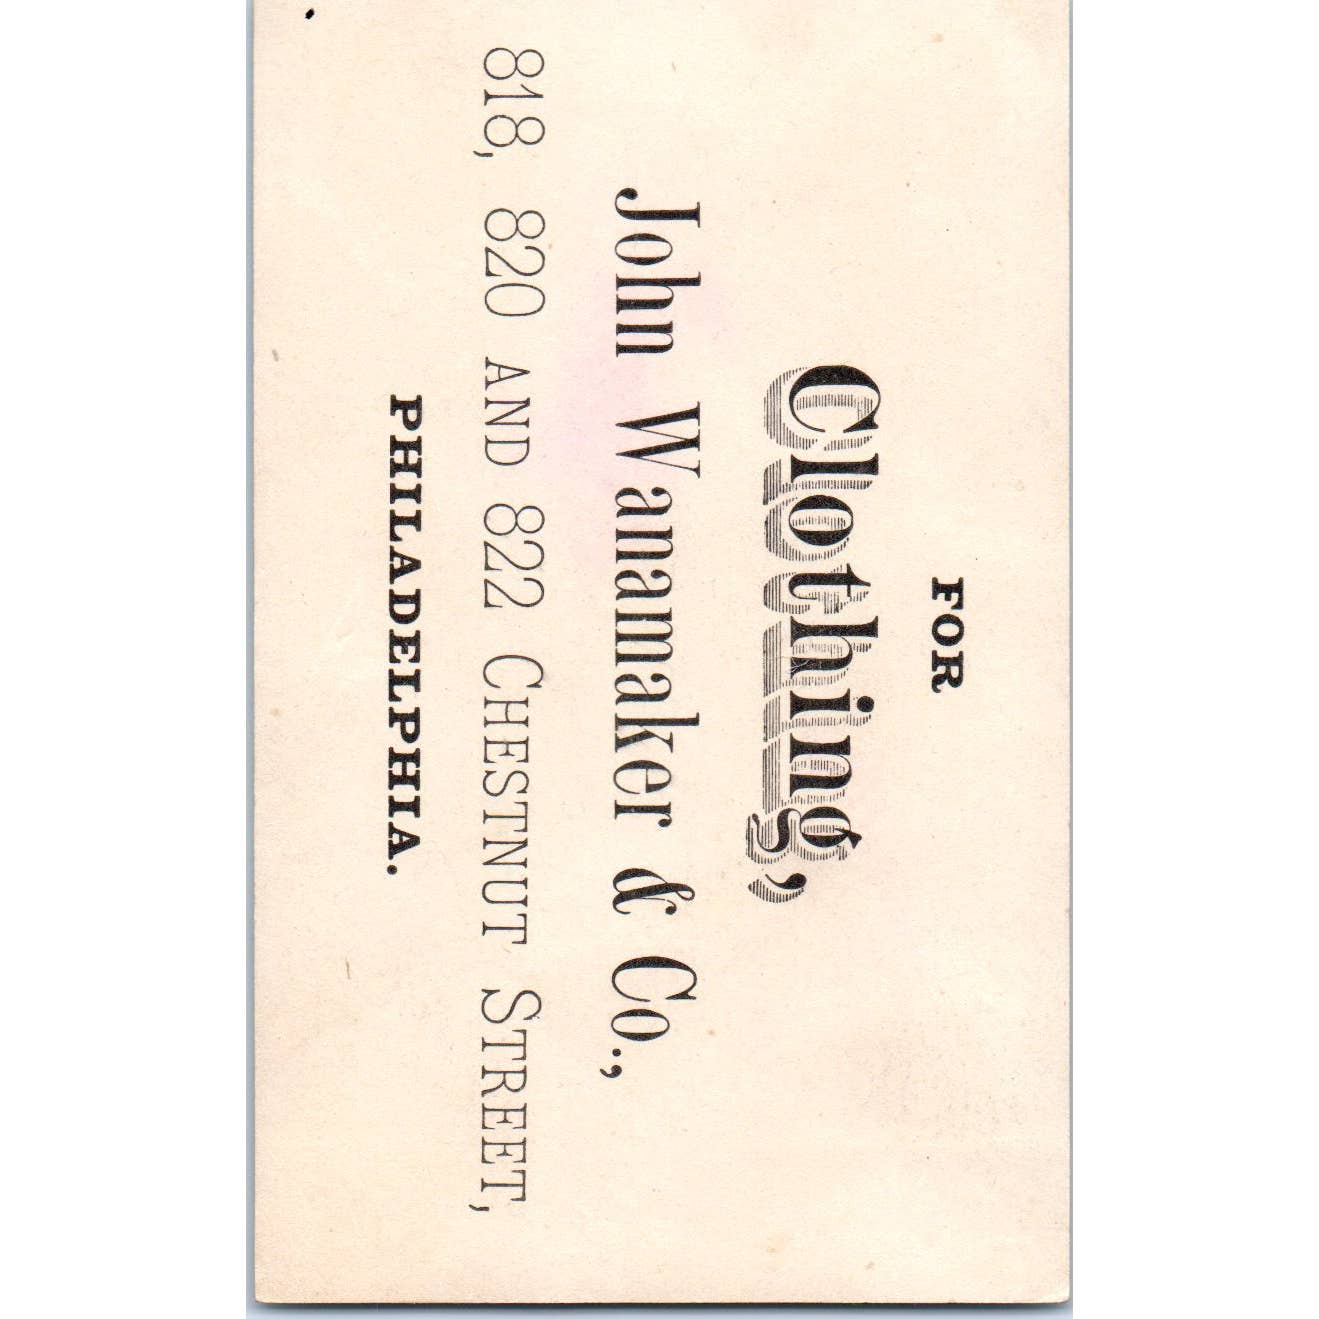 FOR
Clothing,
John Wanamaker & Co.,
818, 820 AND 822 CHESTNUT STREET,
PHILADELPHIA.